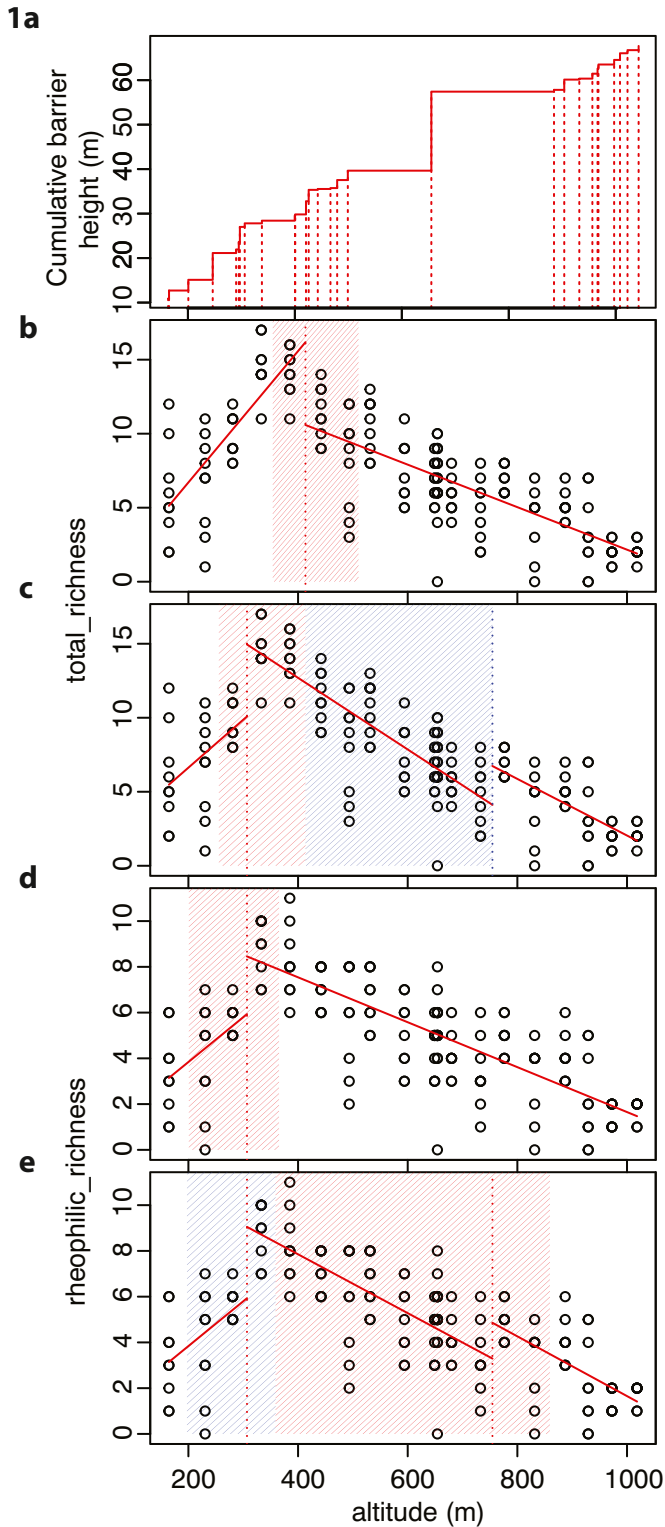 1a
Cumulative barrier
height (m)
10 20 30 40 50 60
b
0 5 10 15
c
total_richness
0 5 10 15
d
0 2 4 6 8 10
e
rheophilic_richness
0 2 4 6 8 10
200 400 600 800 1000
altitude (m)